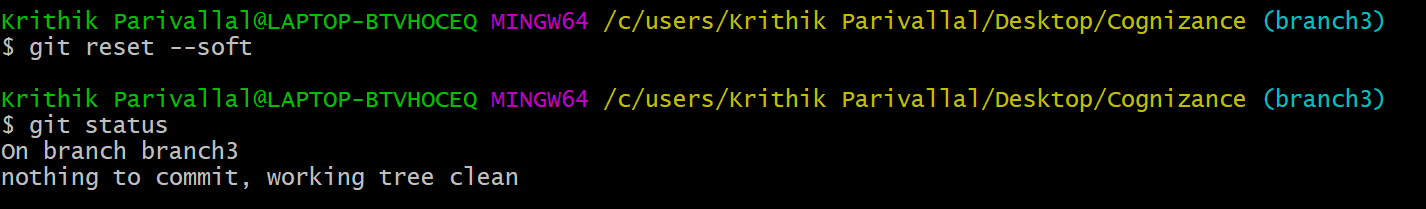 Krithik Parivallal@LAPTOP-BTVHOCEQ MINGW64 /c/users/Krithik Parivallal/Desktop/Cognizance (branch3)
$ git reset --soft
Krithik Parivallal@LAPTOP-BTVHOCEQ MINGW64 /c/users/Krithik Parivallal/Desktop/Cognizance (branch3)
$ git status
On branch branch3
nothing to commit, working tree clean